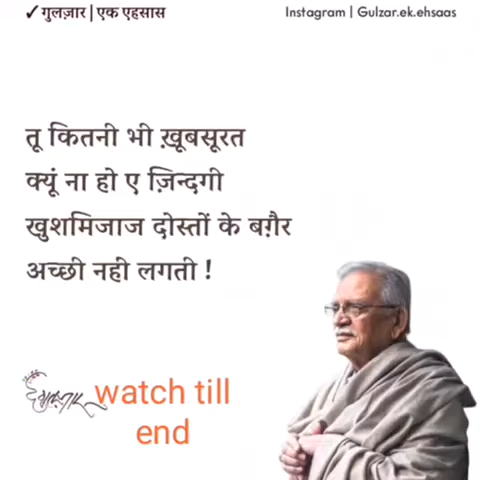 ✓ गुलज़ार | एक एहसास
Instagram | Gulzar.ek.ehsaas
तू कितनी भी ख़ूबसूरत
क्यूं ना हो ए ज़िन्दगी
खुशमिजाज दोस्तों के बग़ैर
अच्छी नही लगती !
गुलज़ार
watch till
end